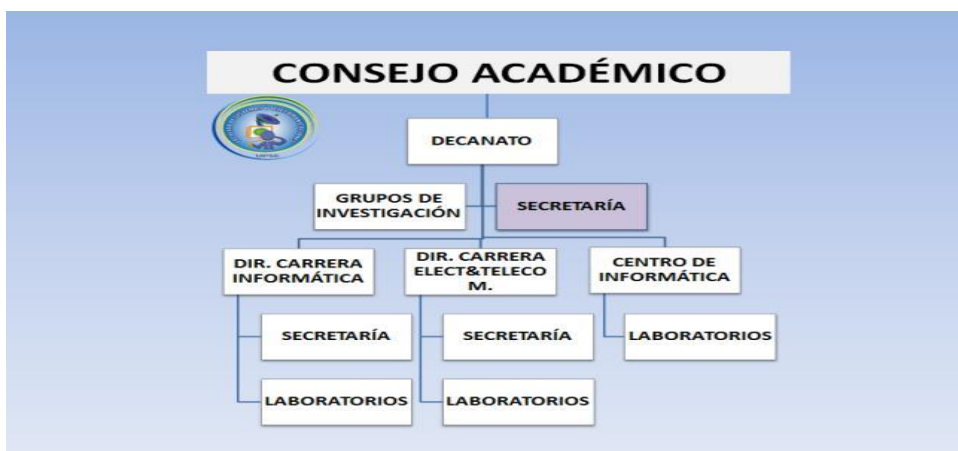 CONSEJO ACADÉMICO
DECANATO
GRUPOS DE
INVESTIGACIÓN
SECRETARÍA
DIR. CARRERA
INFORMÁTICA
DIR. CARRERA
ELECT&TELECO
M.
CENTRO DE
INFORMÁTICA
SECRETARÍA
SECRETARÍA
LABORATORIOS
LABORATORIOS
LABORATORIOS